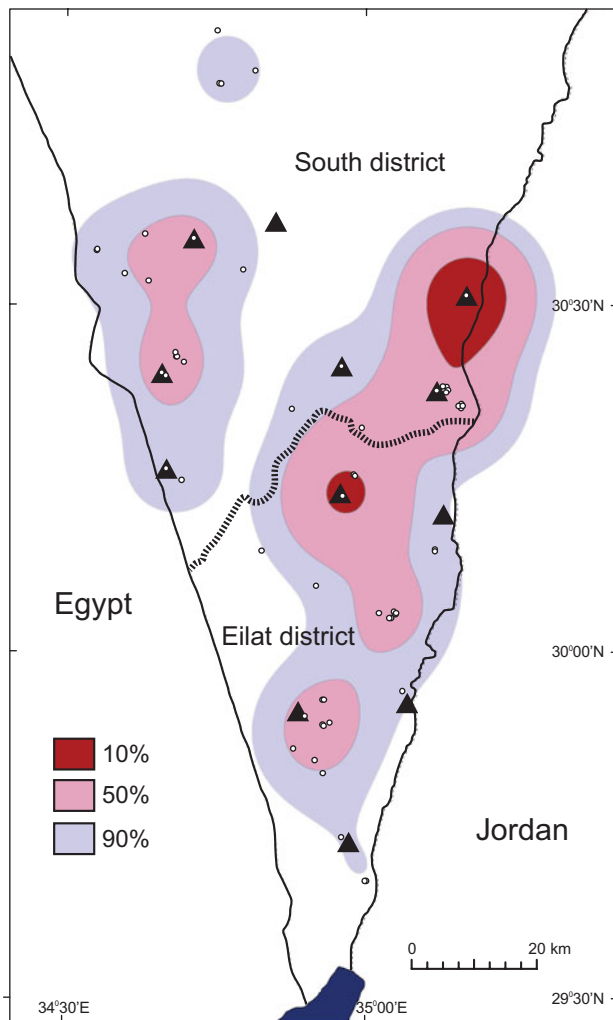 South district
30°30'N
Egypt
Eilat district
30°00'N
10%
50%
90%
Jordan
0 20 km
34°30'E
35°00'E
29°30'N